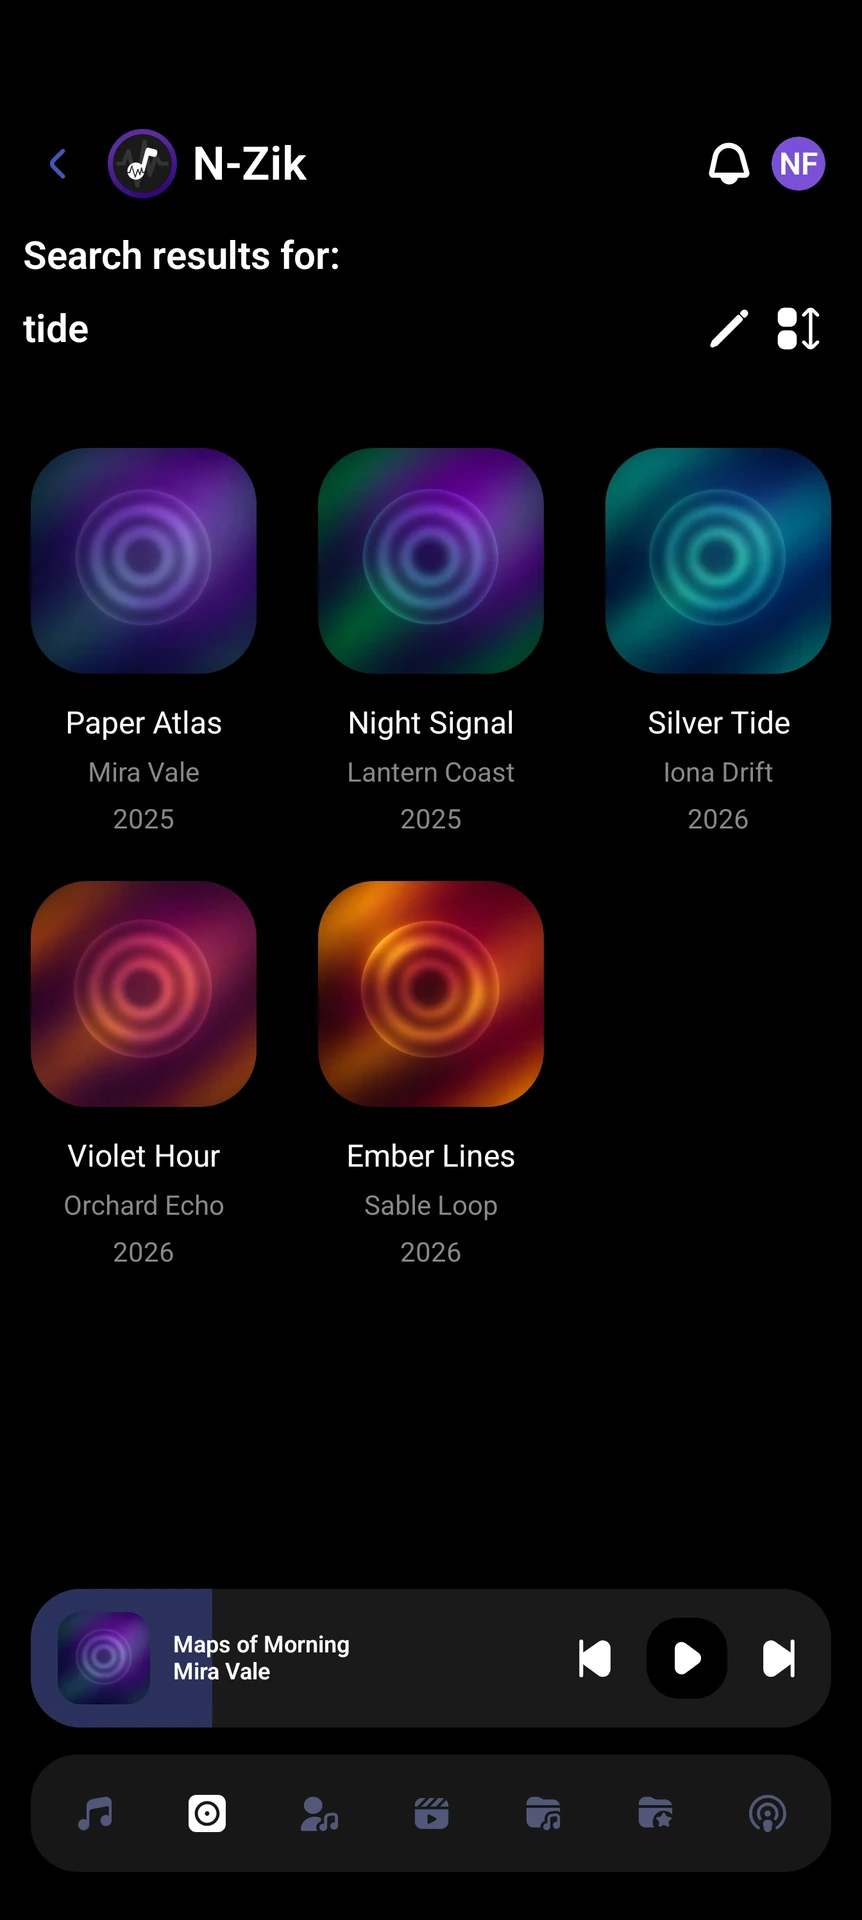 N-Zik
NF
Search results for:
tide
Paper Atlas
Mira Vale
2025
Night Signal
Lantern Coast
2025
Silver Tide
Iona Drift
2026
Violet Hour
Orchard Echo
2026
Ember Lines
Sable Loop
2026
Maps of Morning
Mira Vale